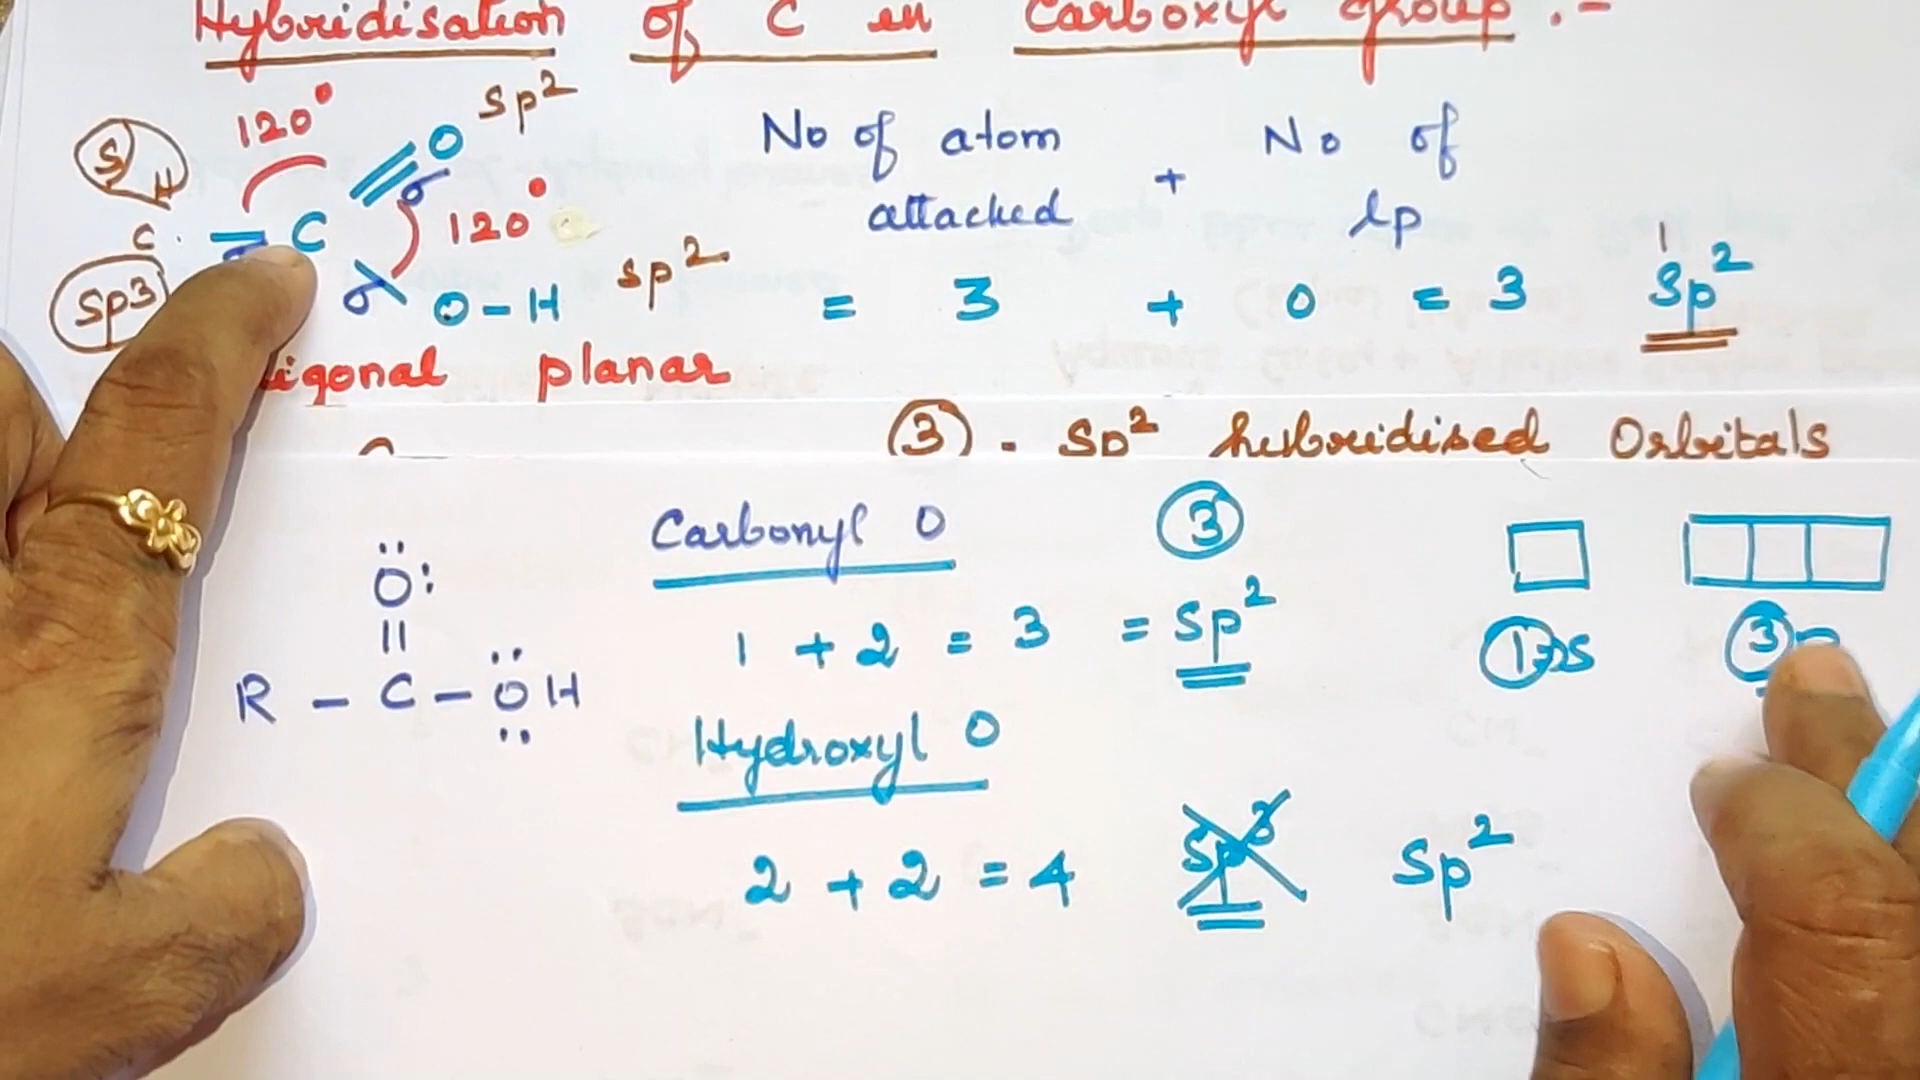 Hybridisation of C in Carboxyl group :-
120° Sp²
S H O
C. – C σ 120°
Sp3 σ O-H sp²
No of atom attached + No of lp
= 3 + 0 = 3 Sp²
igonal planar
③ - Sp² hybridised Orbitals
Carbonyl O ③
Ö:
||
R - C - ÖH
1 + 2 = 3 = Sp²
Hydroxyl O
2 + 2 = 4 Sp³ Sp²